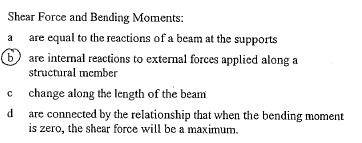 Shear Force and Bending Moments:
a are equal to the reactions of a beam at the supports
b are internal reactions to external forces applied along a
structural member
c change along the length of the beam
d are connected by the relationship that when the bending moment
is zero, the shear force will be a maximum.